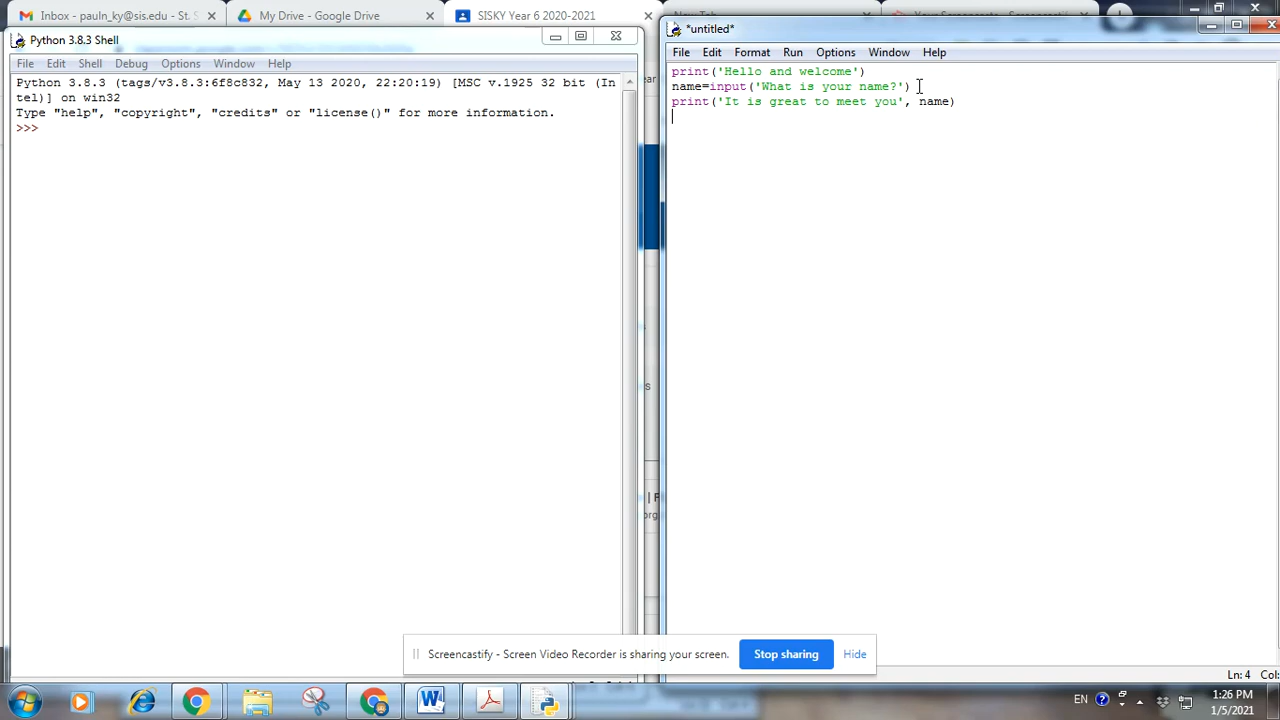 Inbox - pauln_ky@sis.edu - St. S
My Drive - Google Drive
SISKY Year 6 2020-2021
Python 3.8.3 Shell
File Edit Shell Debug Options Window Help
Python 3.8.3 (tags/v3.8.3:6f8c832, May 13 2020, 22:20:19) [MSC v.1925 32 bit (In
tel)] on win32
Type "help", "copyright", "credits" or "license()" for more information.
>>>
*untitled*
File Edit Format Run Options Window Help
print('Hello and welcome')
name=input('What is your name?')
print('It is great to meet you', name)
Screencastify - Screen Video Recorder is sharing your screen.
Stop sharing
Hide
Ln: 4 Col:
EN
1:26 PM
1/5/2021